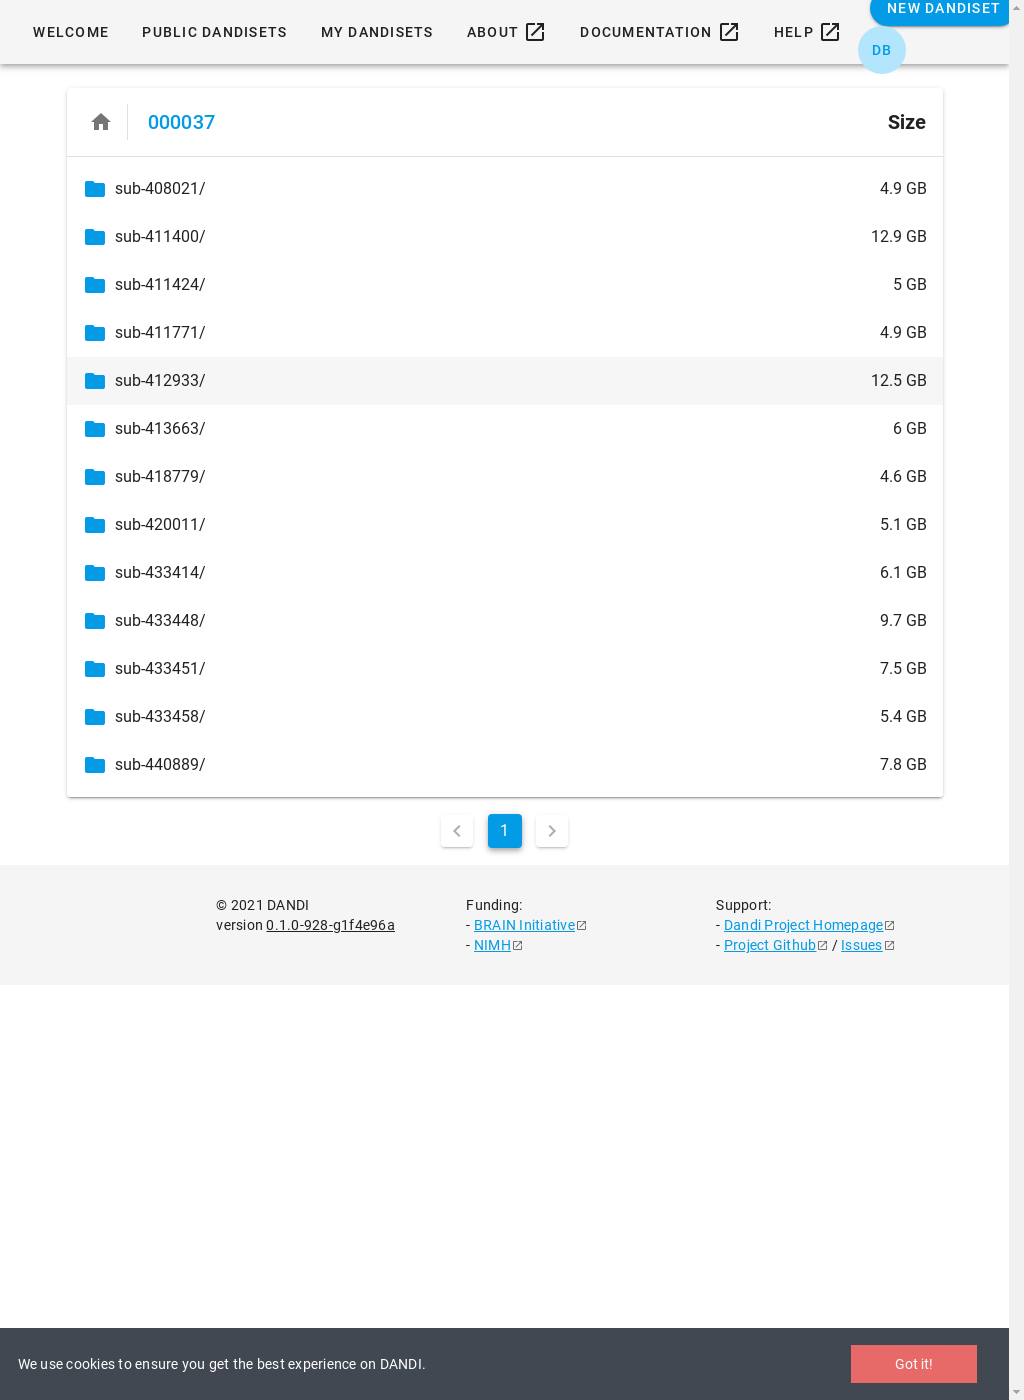 NEW DANDISET
WELCOME PUBLIC DANDISETS MY DANDISETS ABOUT DOCUMENTATION HELP
DB
000037 Size
sub-408021/ 4.9 GB
sub-411400/ 12.9 GB
sub-411424/ 5 GB
sub-411771/ 4.9 GB
sub-412933/ 12.5 GB
sub-413663/ 6 GB
sub-418779/ 4.6 GB
sub-420011/ 5.1 GB
sub-433414/ 6.1 GB
sub-433448/ 9.7 GB
sub-433451/ 7.5 GB
sub-433458/ 5.4 GB
sub-440889/ 7.8 GB
1
© 2021 DANDI
version 0.1.0-928-g1f4e96a
Funding:
- BRAIN Initiative
- NIMH
Support:
- Dandi Project Homepage
- Project Github / Issues
We use cookies to ensure you get the best experience on DANDI. Got it!